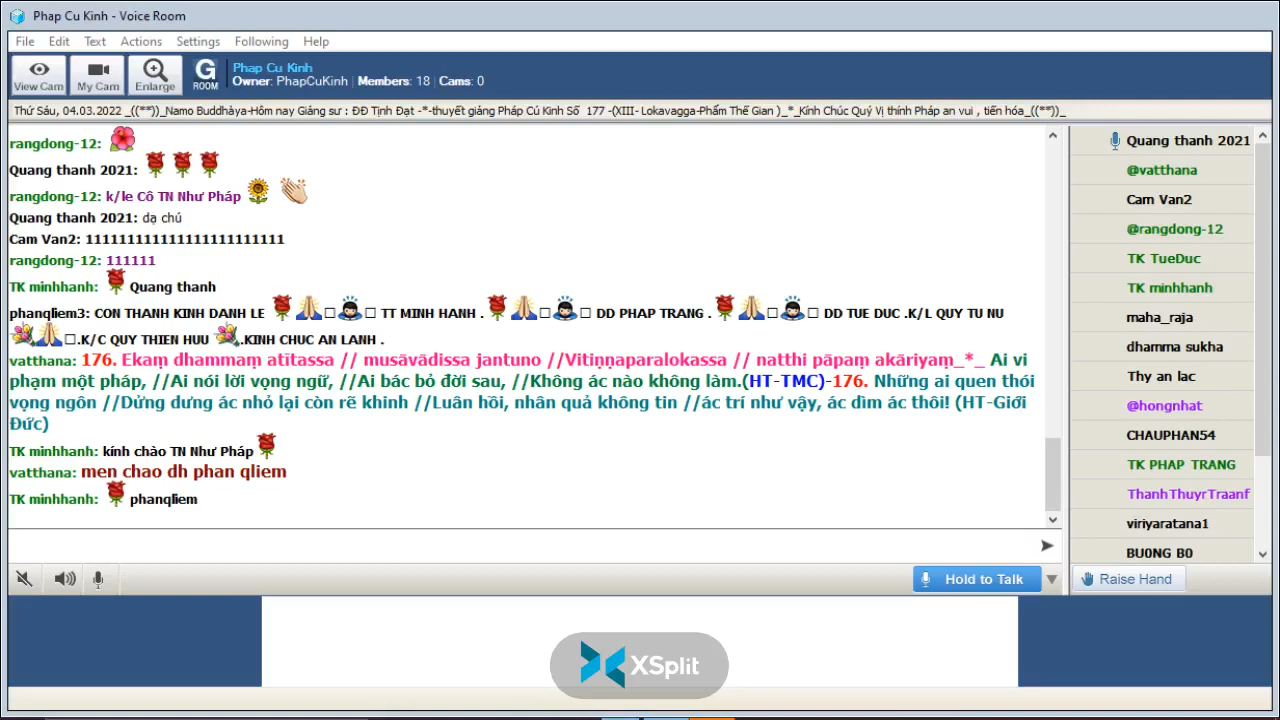 Phap Cu Kinh - Voice Room
File Edit Text Actions Settings Following Help
View Cam My Cam Enlarge G ROOM
Phap Cu Kinh
Owner: PhapCuKinh | Members: 18 | Cams: 0
Thứ Sáu, 04.03.2022 _((**))_Namo Buddhàya-Hôm nay Giảng sư : ĐĐ Tịnh Đạt -*-thuyết giảng Pháp Cú Kinh Số 177 -(XIII- Lokavagga-Phẩm Thế Gian )_*_Kính Chúc Quý Vị thính Pháp an vui , tiến hóa_((**))_
rangdong-12:
Quang thanh 2021:
rangdong-12: k/le Cô TN Như Pháp
Quang thanh 2021: dạ chú
Cam Van2: 1111111111111111111111111
rangdong-12: 111111
TK minhhanh: Quang thanh
phanqliem3: CON THANH KINH DANH LE TT MINH HANH . DD PHAP TRANG . DD TUE DUC .K/L QUY TU NU
.K/C QUY THIEN HUU .KINH CHUC AN LANH .
vatthana: 176. Ekaṃ dhammaṃ atītassa // musāvādissa jantuno //Vitiṇṇaparalokassa // natthi pāpaṃ akāriyaṃ_*_ Ai vi
phạm một pháp, //Ai nói lời vọng ngữ, //Ai bác bỏ đời sau, //Không ác nào không làm.(HT-TMC)-176. Những ai quen thói
vọng ngôn //Dửng dưng ác nhỏ lại còn rẽ khinh //Luân hồi, nhân quả không tin //ác trí như vậy, ác dìm ác thôi! (HT-Giới
Đức)
TK minhhanh: kính chào TN Như Pháp
vatthana: men chao dh phan qliem
TK minhhanh: phanqliem
Hold to Talk
Quang thanh 2021
@vatthana
Cam Van2
@rangdong-12
TK TueDuc
TK minhhanh
maha_raja
dhamma sukha
Thy an lac
@hongnhat
CHAUPHAN54
TK PHAP TRANG
ThanhThuyrTraanf
viriyaratana1
BU0NG B0
Raise Hand
XSplit